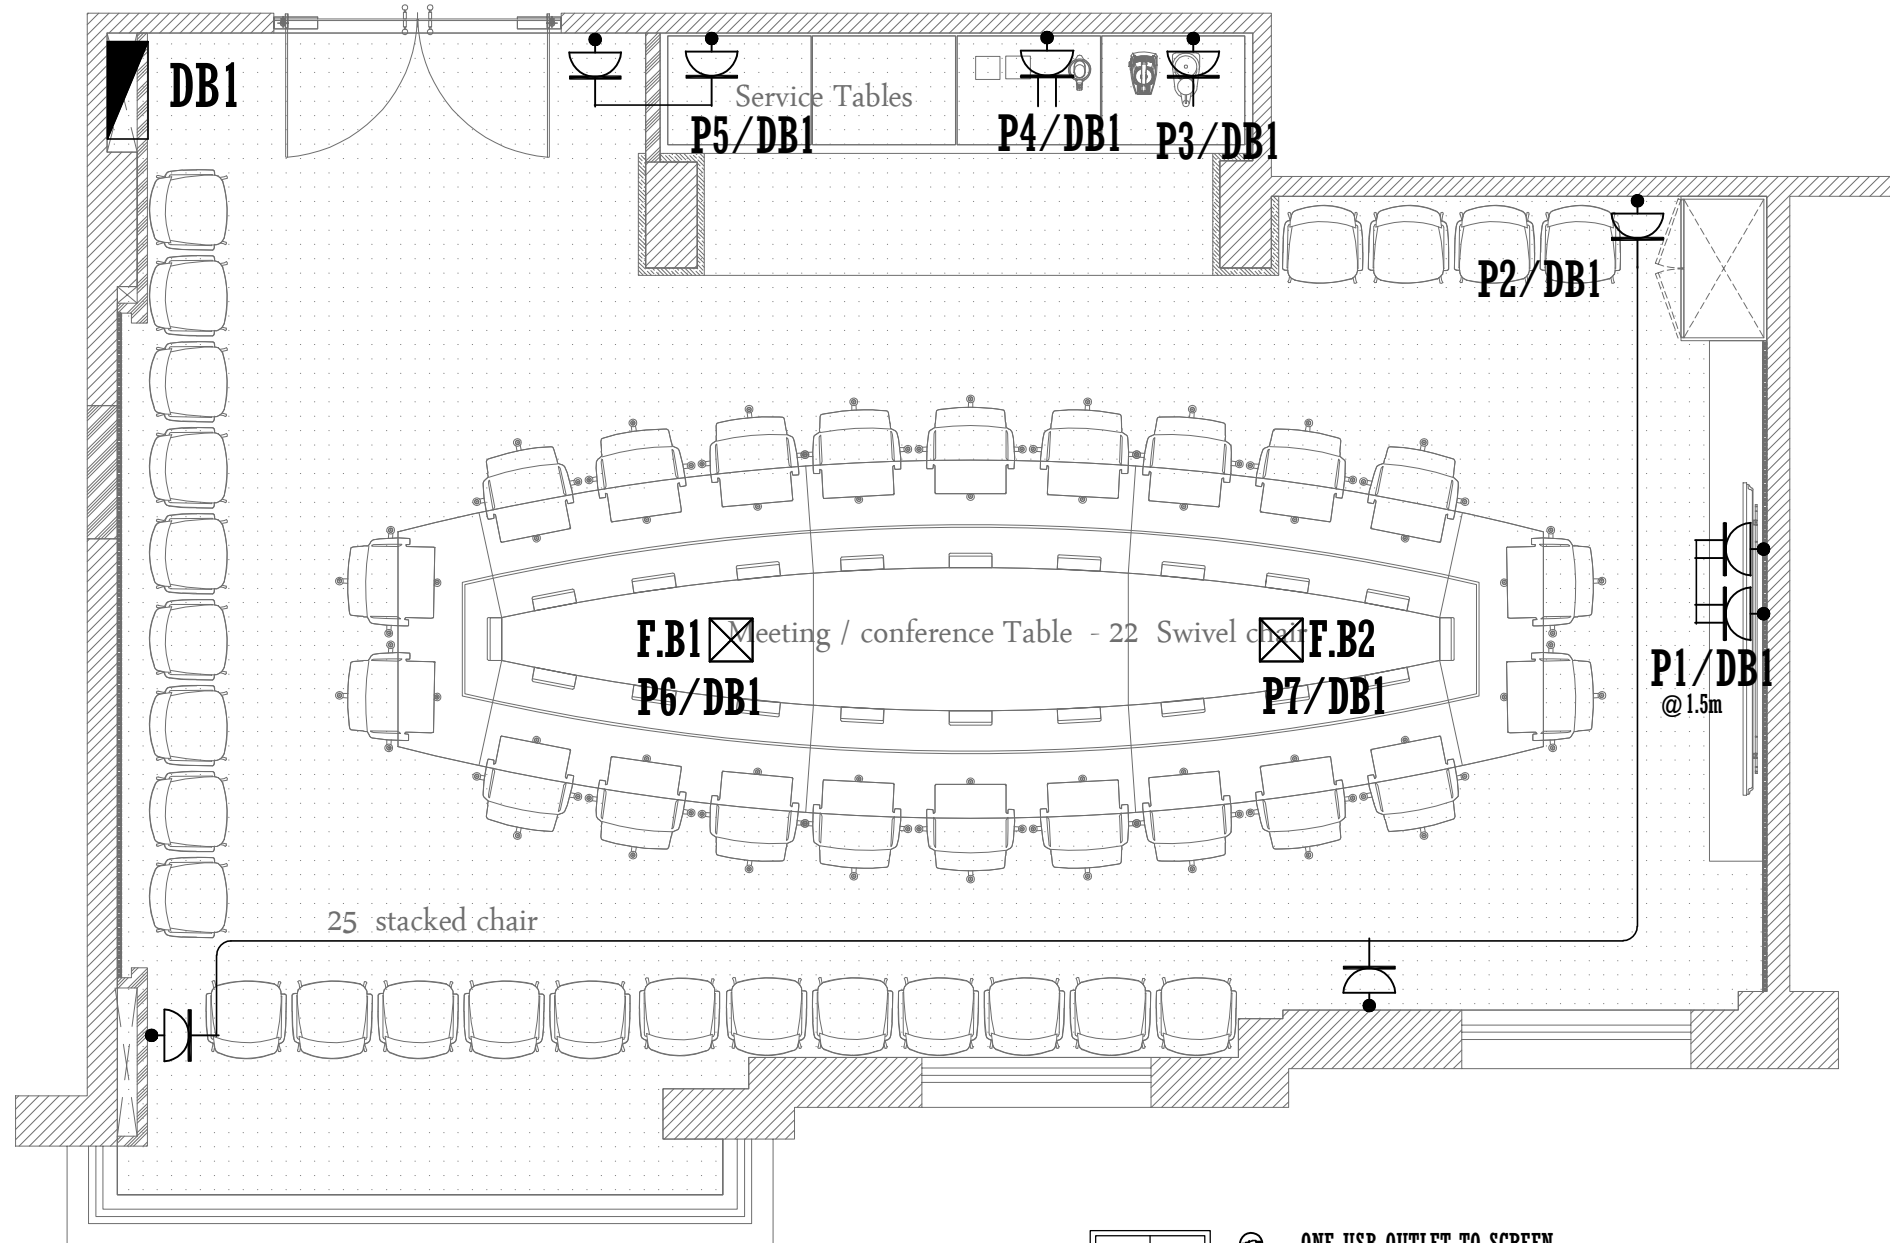 DB1
Service Tables
P5/DB1
P4/DB1
P3/DB1
P2/DB1
F.B1
Meeting / conference Table - 22 Swivel chair
F.B2
P6/DB1
P7/DB1
P1/DB1
@1.5m
25 stacked chair
ONE USB OUTLET TO SCREEN